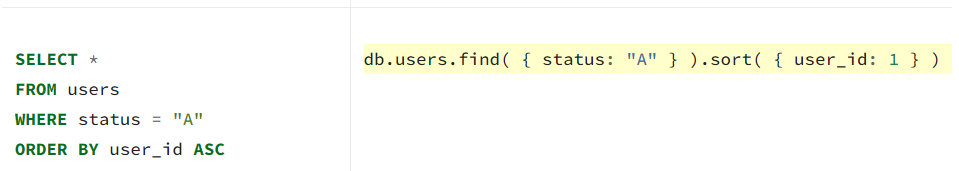 SELECT *
FROM users
WHERE status = "A"
ORDER BY user_id ASC
db.users.find( { status: "A" } ).sort( { user_id: 1 } )